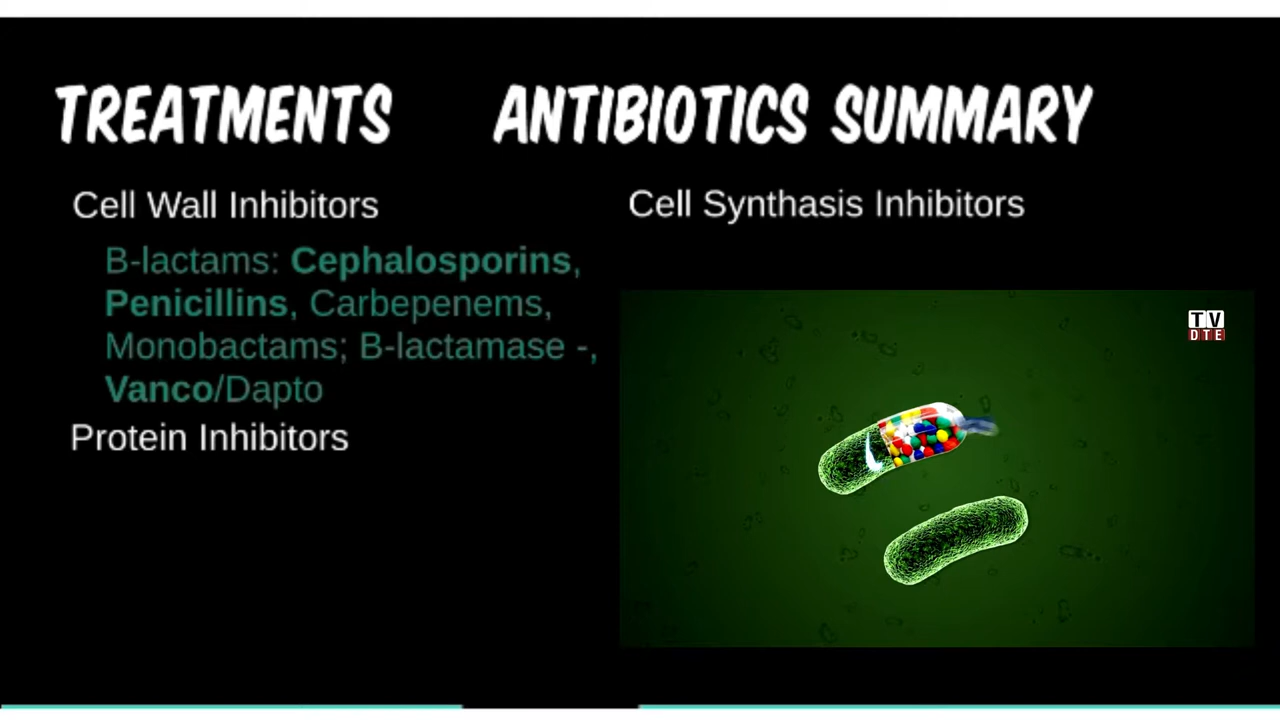 TREATMENTS ANTIBIOTICS SUMMARY
Cell Wall Inhibitors
B-lactams: Cephalosporins,
Penicillins, Carbepenems,
Monobactams; B-lactamase -,
Vanco/Dapto
Protein Inhibitors
Cell Synthasis Inhibitors
TV
DTE